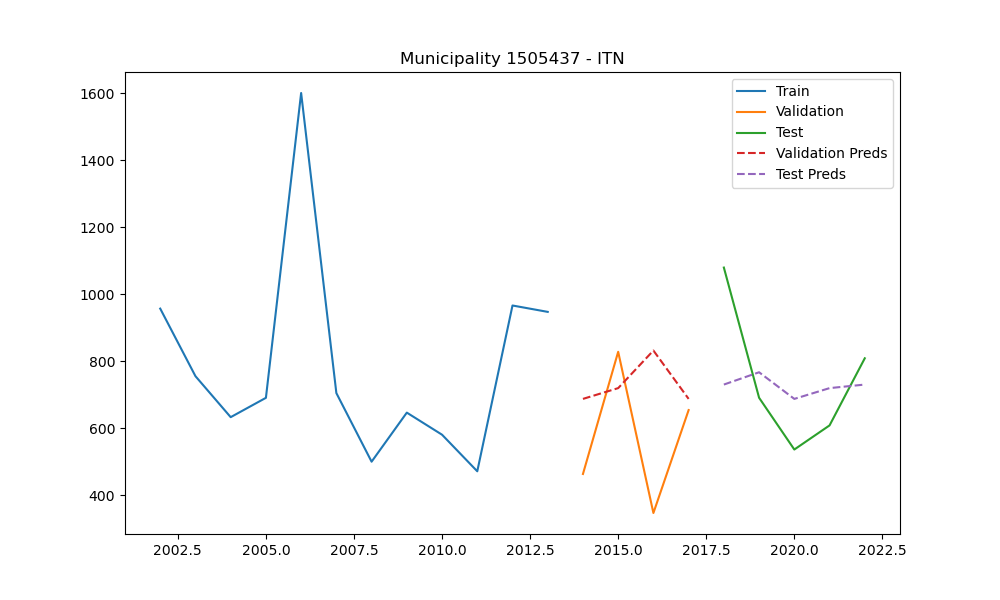 Municipality 1505437 - ITN
1600
1400
1200
1000
800
600
400
Train
Validation
Test
Validation Preds
Test Preds
2002.5 2005.0 2007.5 2010.0 2012.5 2015.0 2017.5 2020.0 2022.5